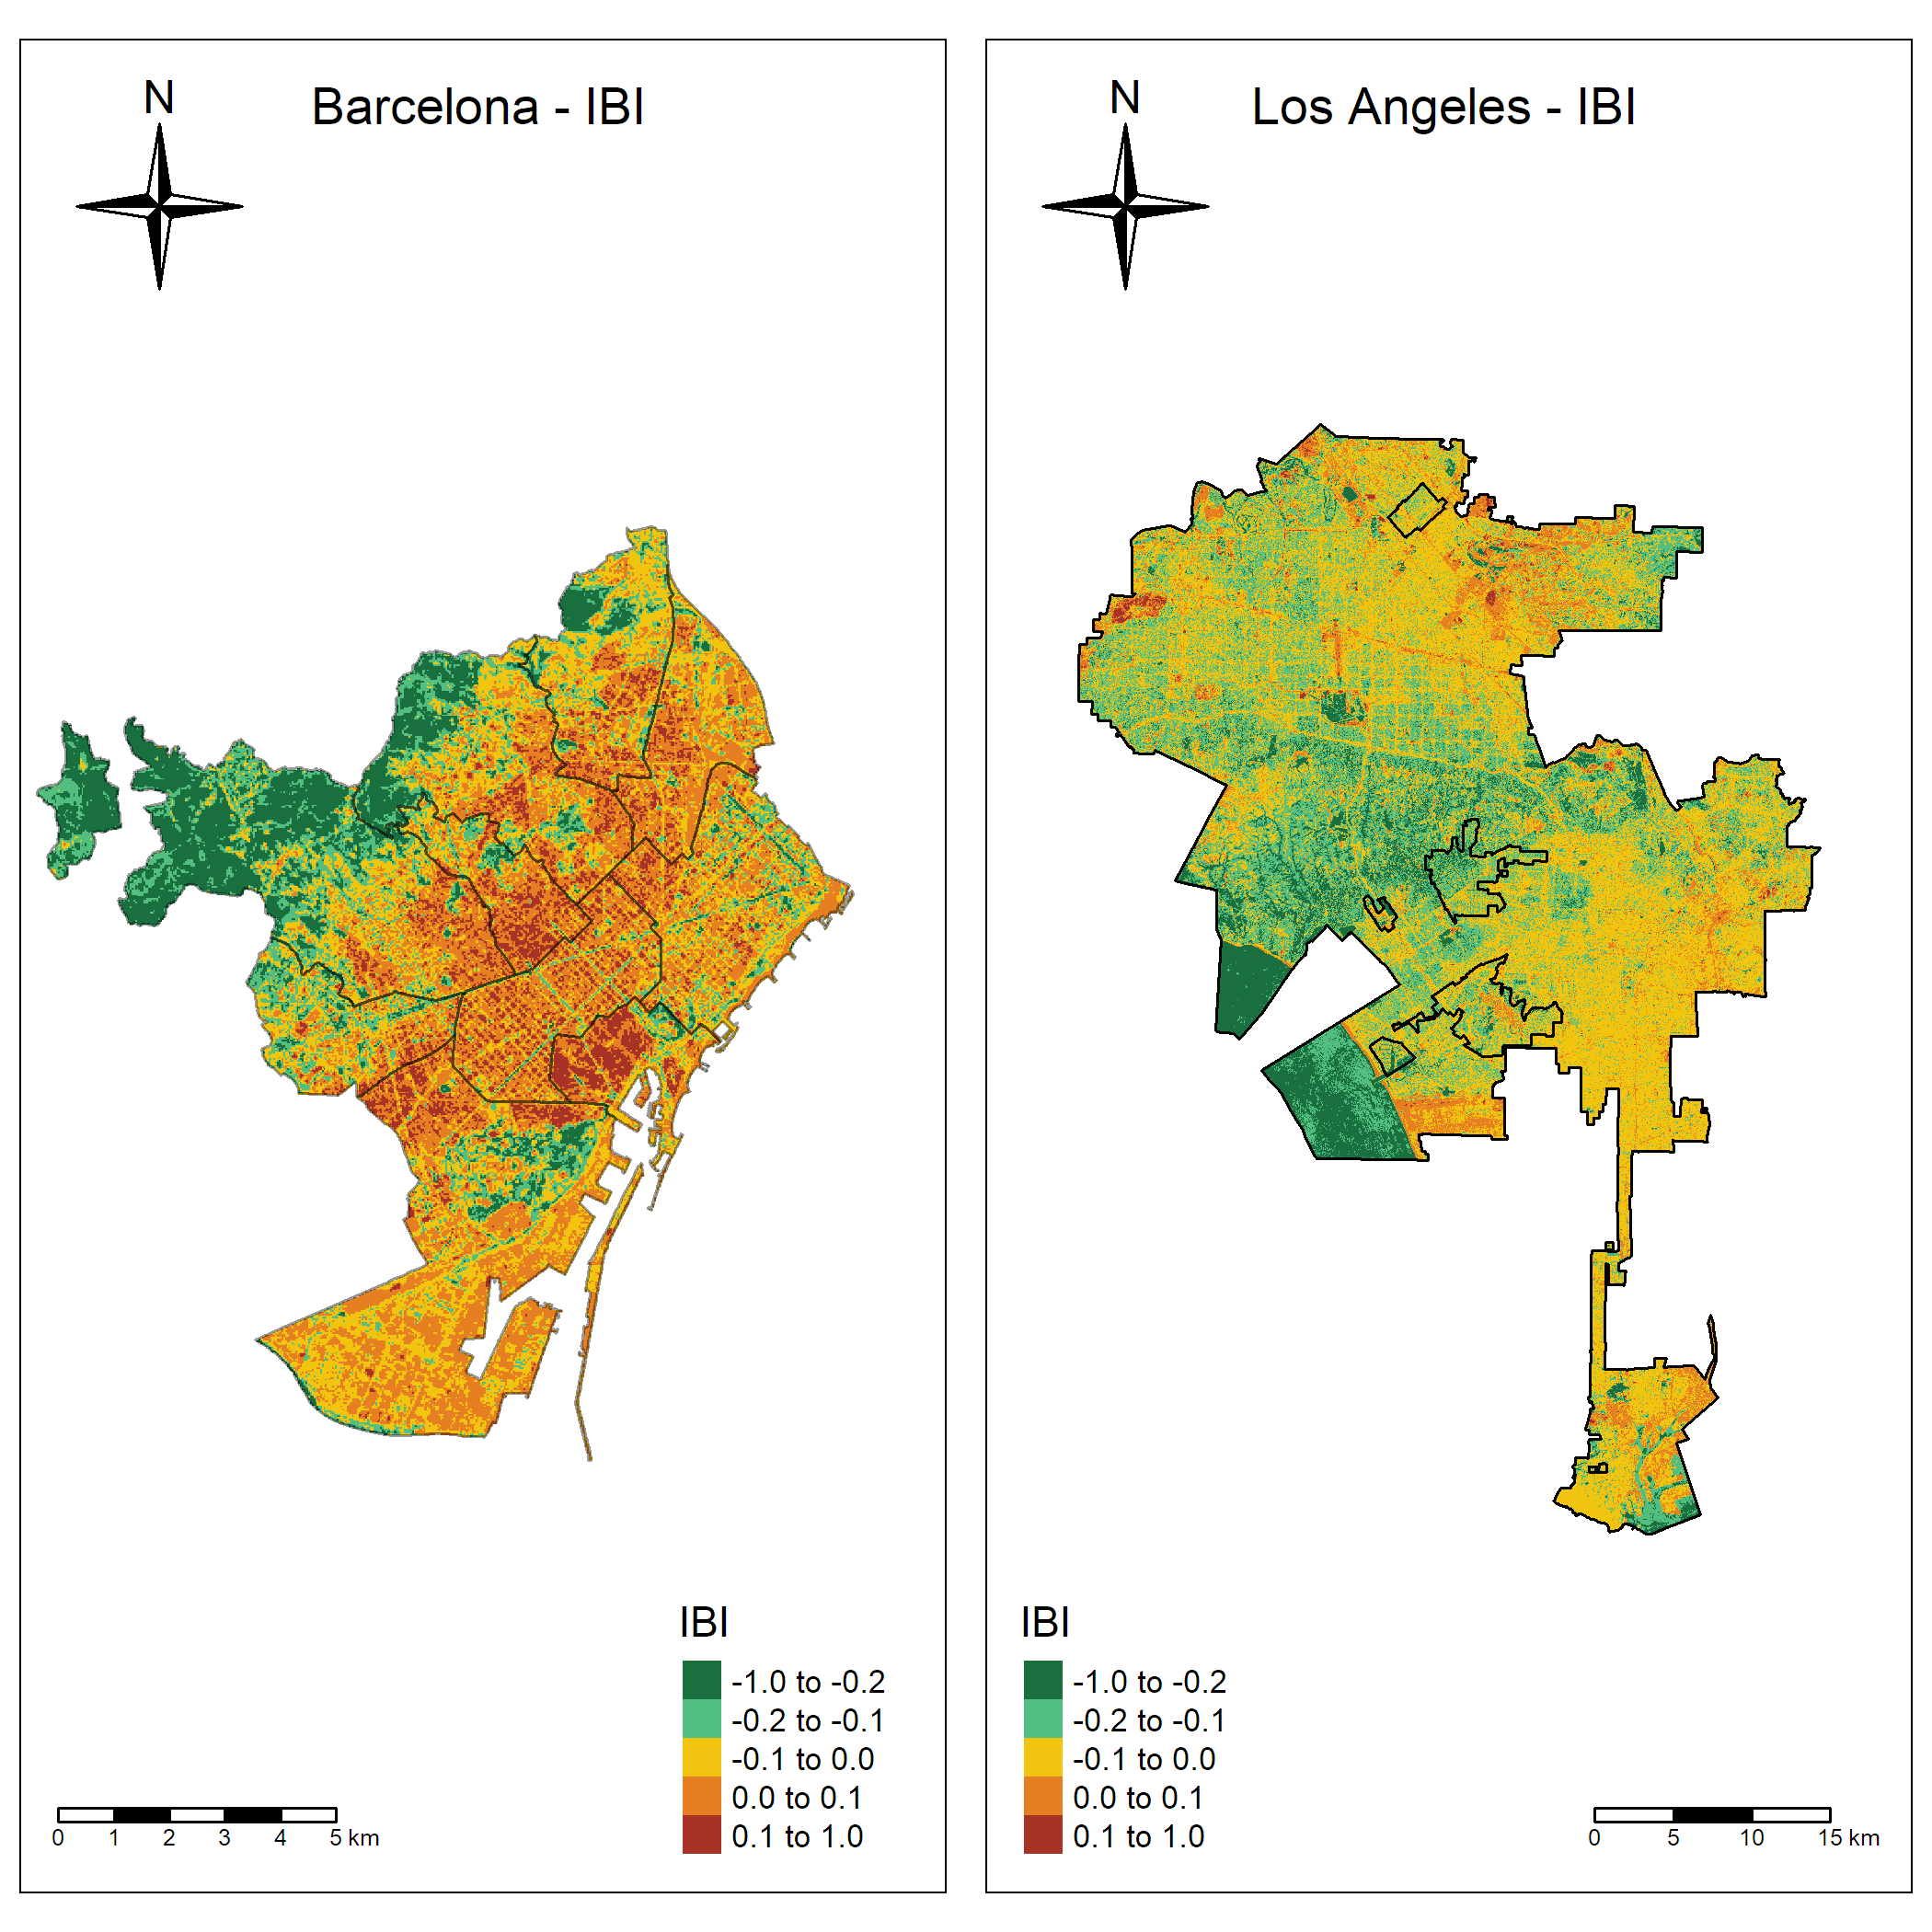 N
Barcelona - IBI
IBI
-1.0 to -0.2
-0.2 to -0.1
-0.1 to 0.0
0.0 to 0.1
0.1 to 1.0
0 1 2 3 4 5 km
N
Los Angeles - IBI
IBI
-1.0 to -0.2
-0.2 to -0.1
-0.1 to 0.0
0.0 to 0.1
0.1 to 1.0
0 5 10 15 km